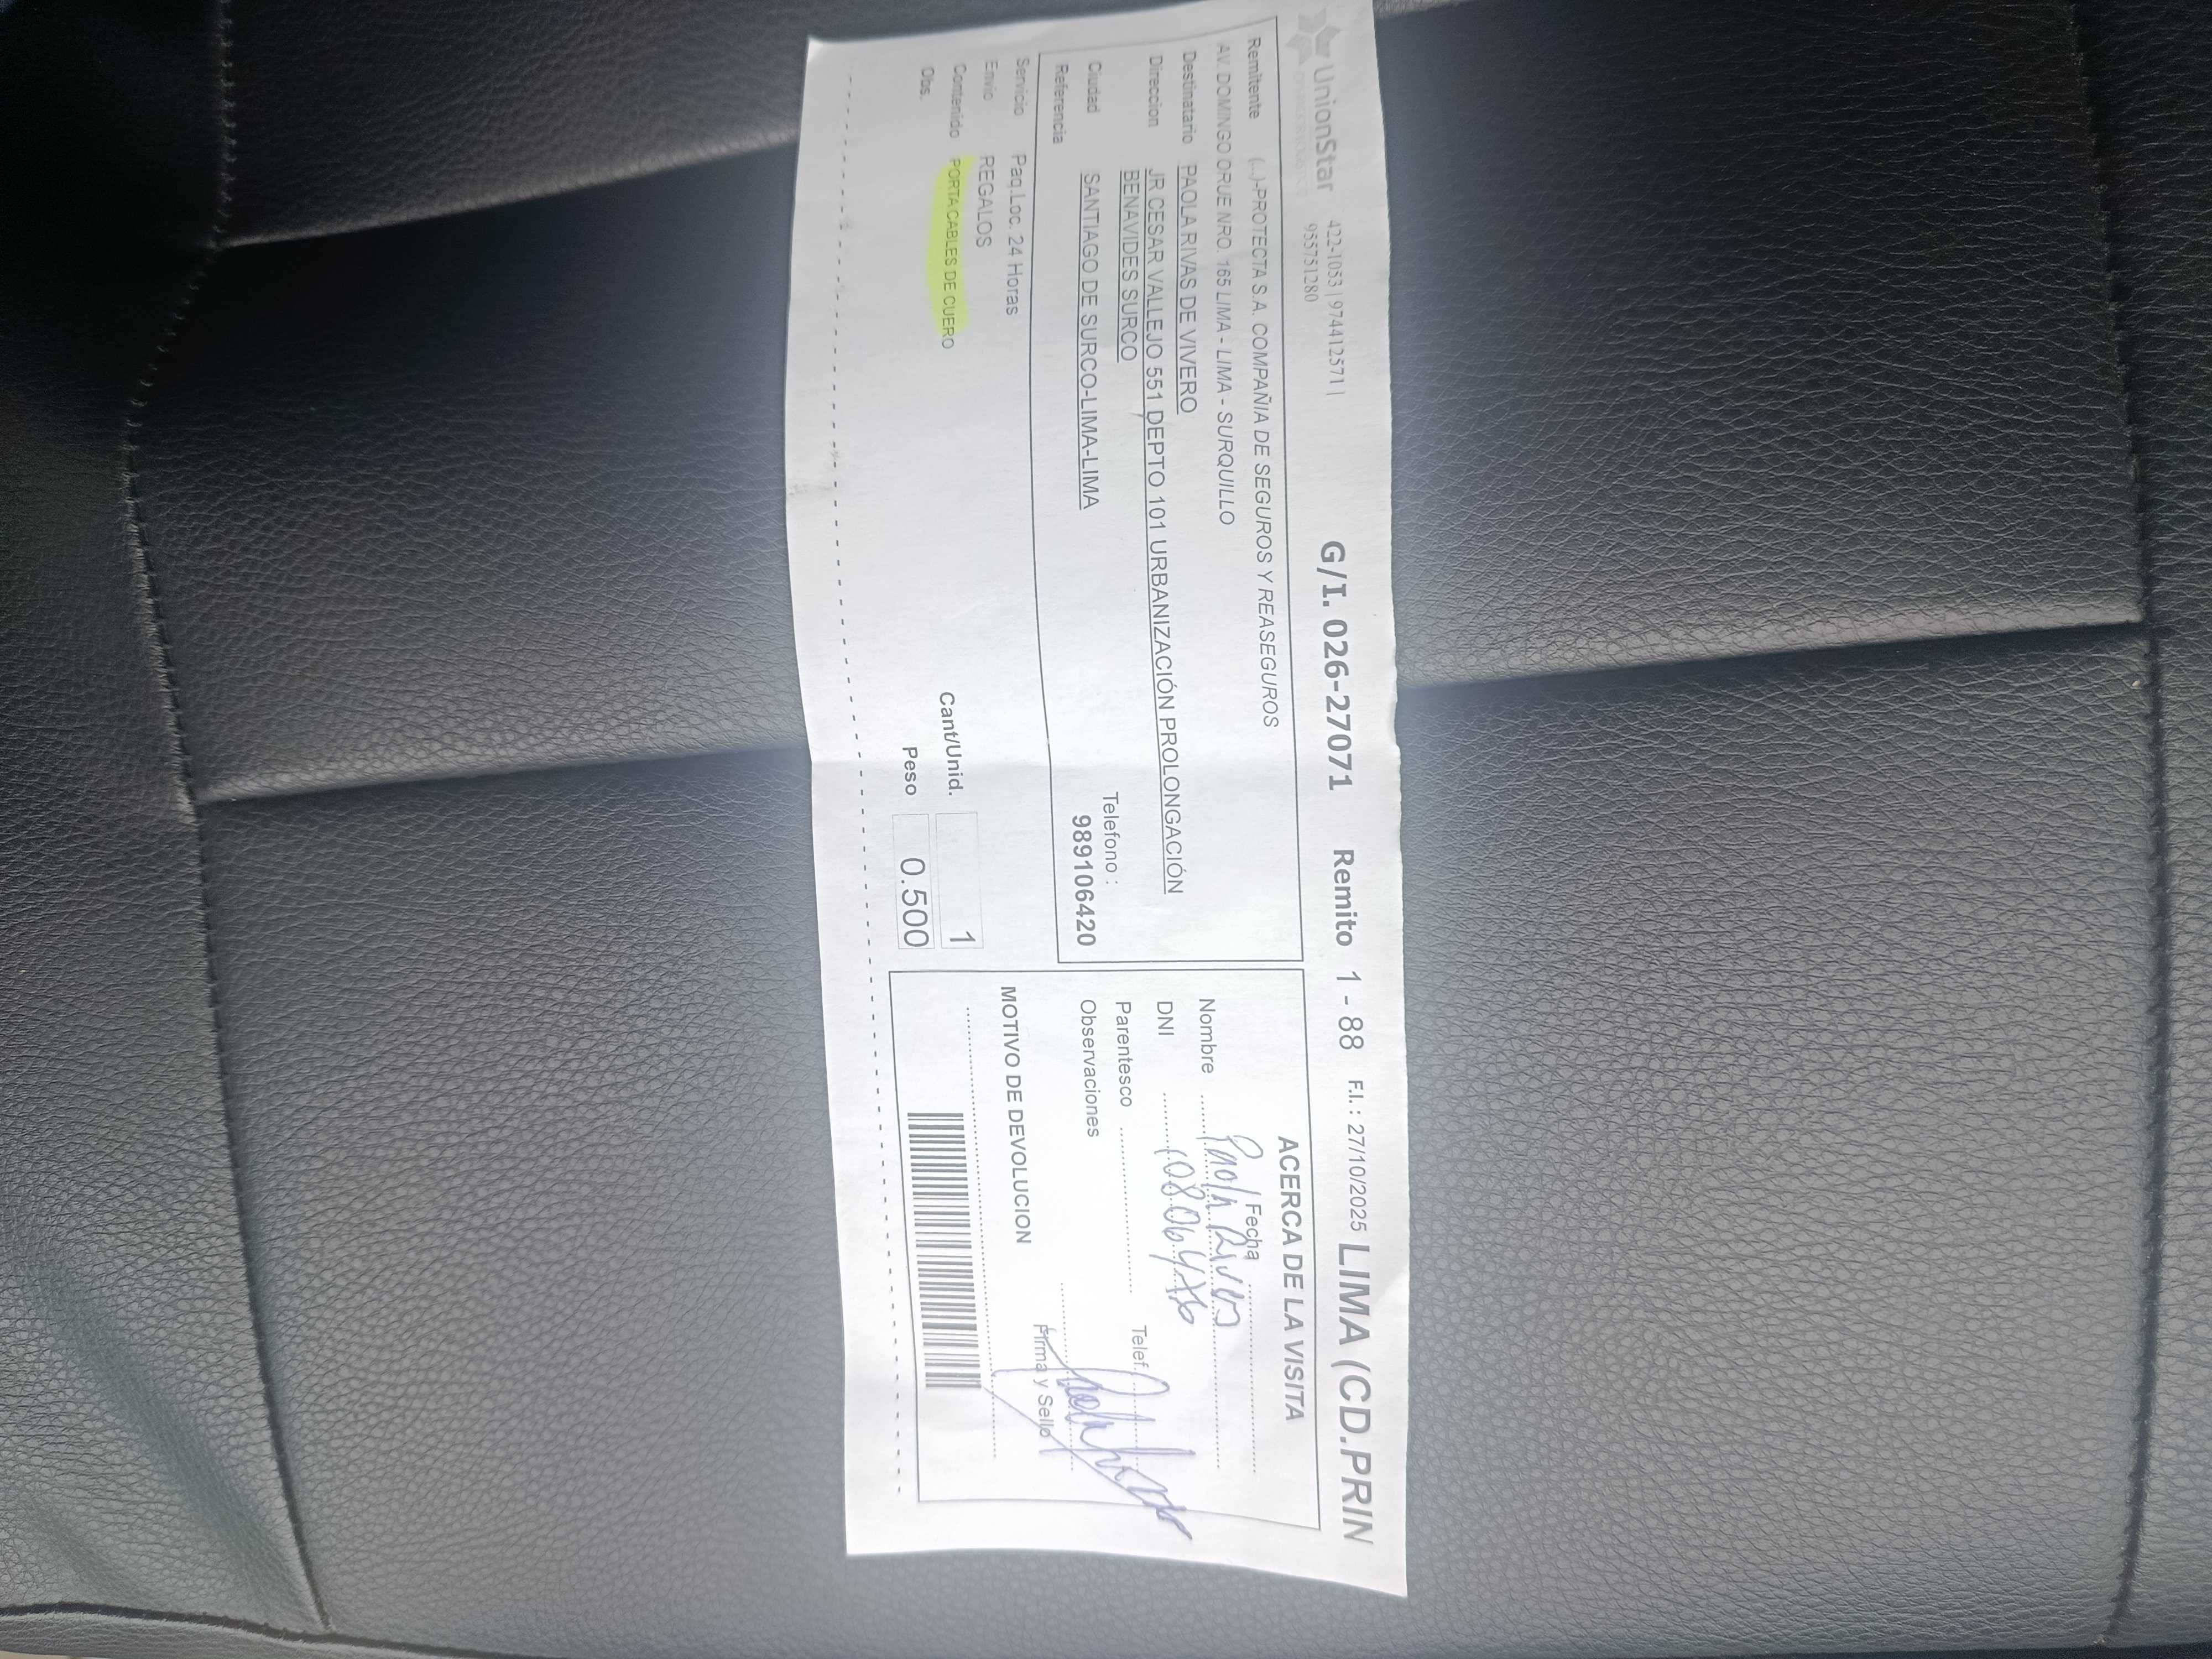 UnionStar 422-1053 | 974412571 |
955751280
G/I. 026-27071 Remito 1 - 88 F.I. : 27/10/2025 LIMA (CD.PRIN
Remitente (...)-PROTECTA S.A. COMPAÑIA DE SEGUROS Y REASEGUROS
AV. DOMINGO ORUE NRO. 165 LIMA - LIMA - SURQUILLO
Destinatario PAOLA RIVAS DE VIVERO
Direccion JR CESAR VALLEJO 551 DEPTO 101 URBANIZACIÓN PROLONGACIÓN
BENAVIDES SURCO
Ciudad SANTIAGO DE SURCO-LIMA-LIMA
Telefono :
989106420
Referencia
Servicio Paq.Loc. 24 Horas
Envio REGALOS
Contenido PORTA CABLES DE CUERO
Obs.
Cant/Unid. 1
Peso 0.500
ACERCA DE LA VISITA
Fecha
Nombre Paola Rivas
DNI
Parentesco Telef.
Observaciones
Firma y Sello
MOTIVO DE DEVOLUCION